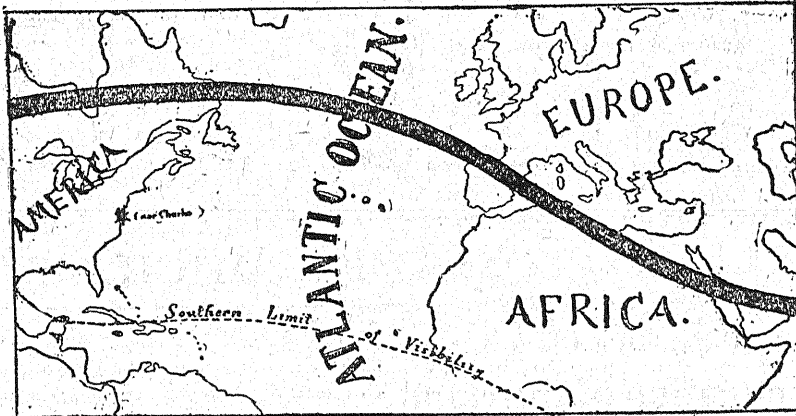 ATLANTIC OCEAN.
EUROPE.
AMERICA
Southern Limit
of Visibility
AFRICA.